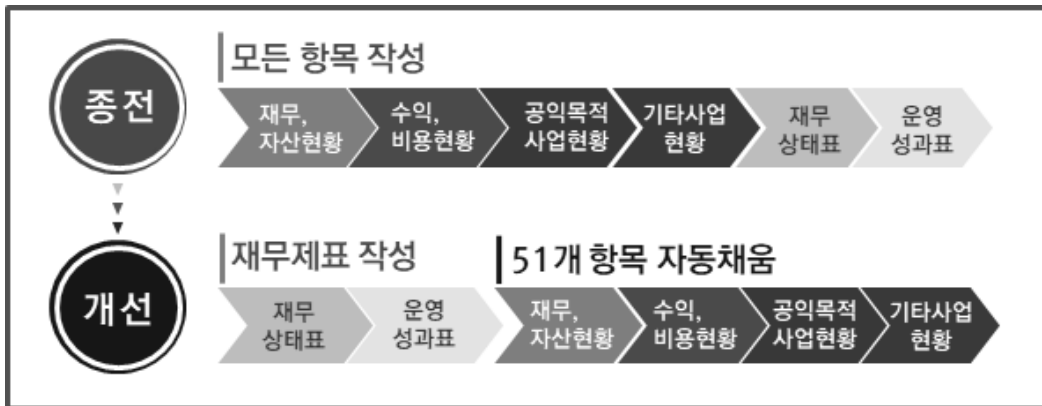 종전
모든 항목 작성
재무,
자산현황
수익,
비용현황
공익목적
사업현황
기타사업
현황
재무
상태표
운영
성과표
개선
재무제표 작성
재무
상태표
운영
성과표
51개 항목 자동채움
재무,
자산현황
수익,
비용현황
공익목적
사업현황
기타사업
현황